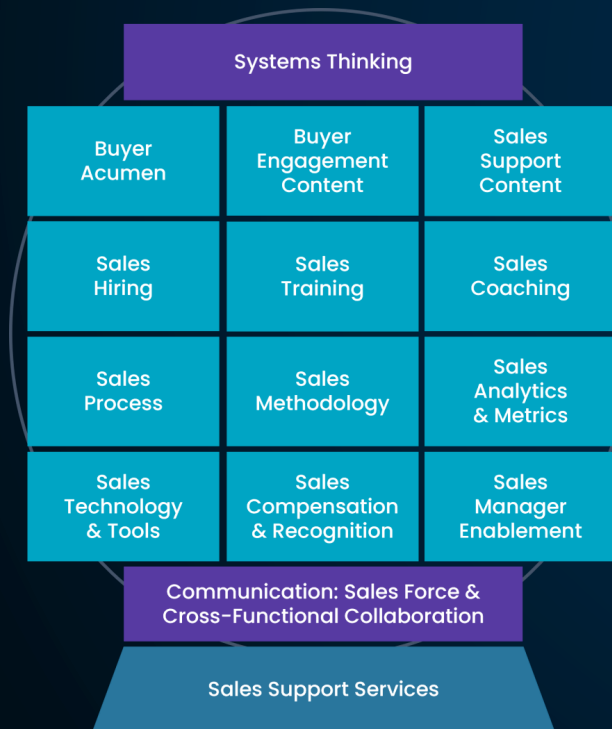 Systems Thinking
Buyer
Acumen
Buyer
Engagement
Content
Sales
Support
Content
Sales
Hiring
Sales
Training
Sales
Coaching
Sales
Process
Sales
Methodology
Sales
Analytics
& Metrics
Sales
Technology
& Tools
Sales
Compensation
& Recognition
Sales
Manager
Enablement
Communication: Sales Force &
Cross-Functional Collaboration
Sales Support Services